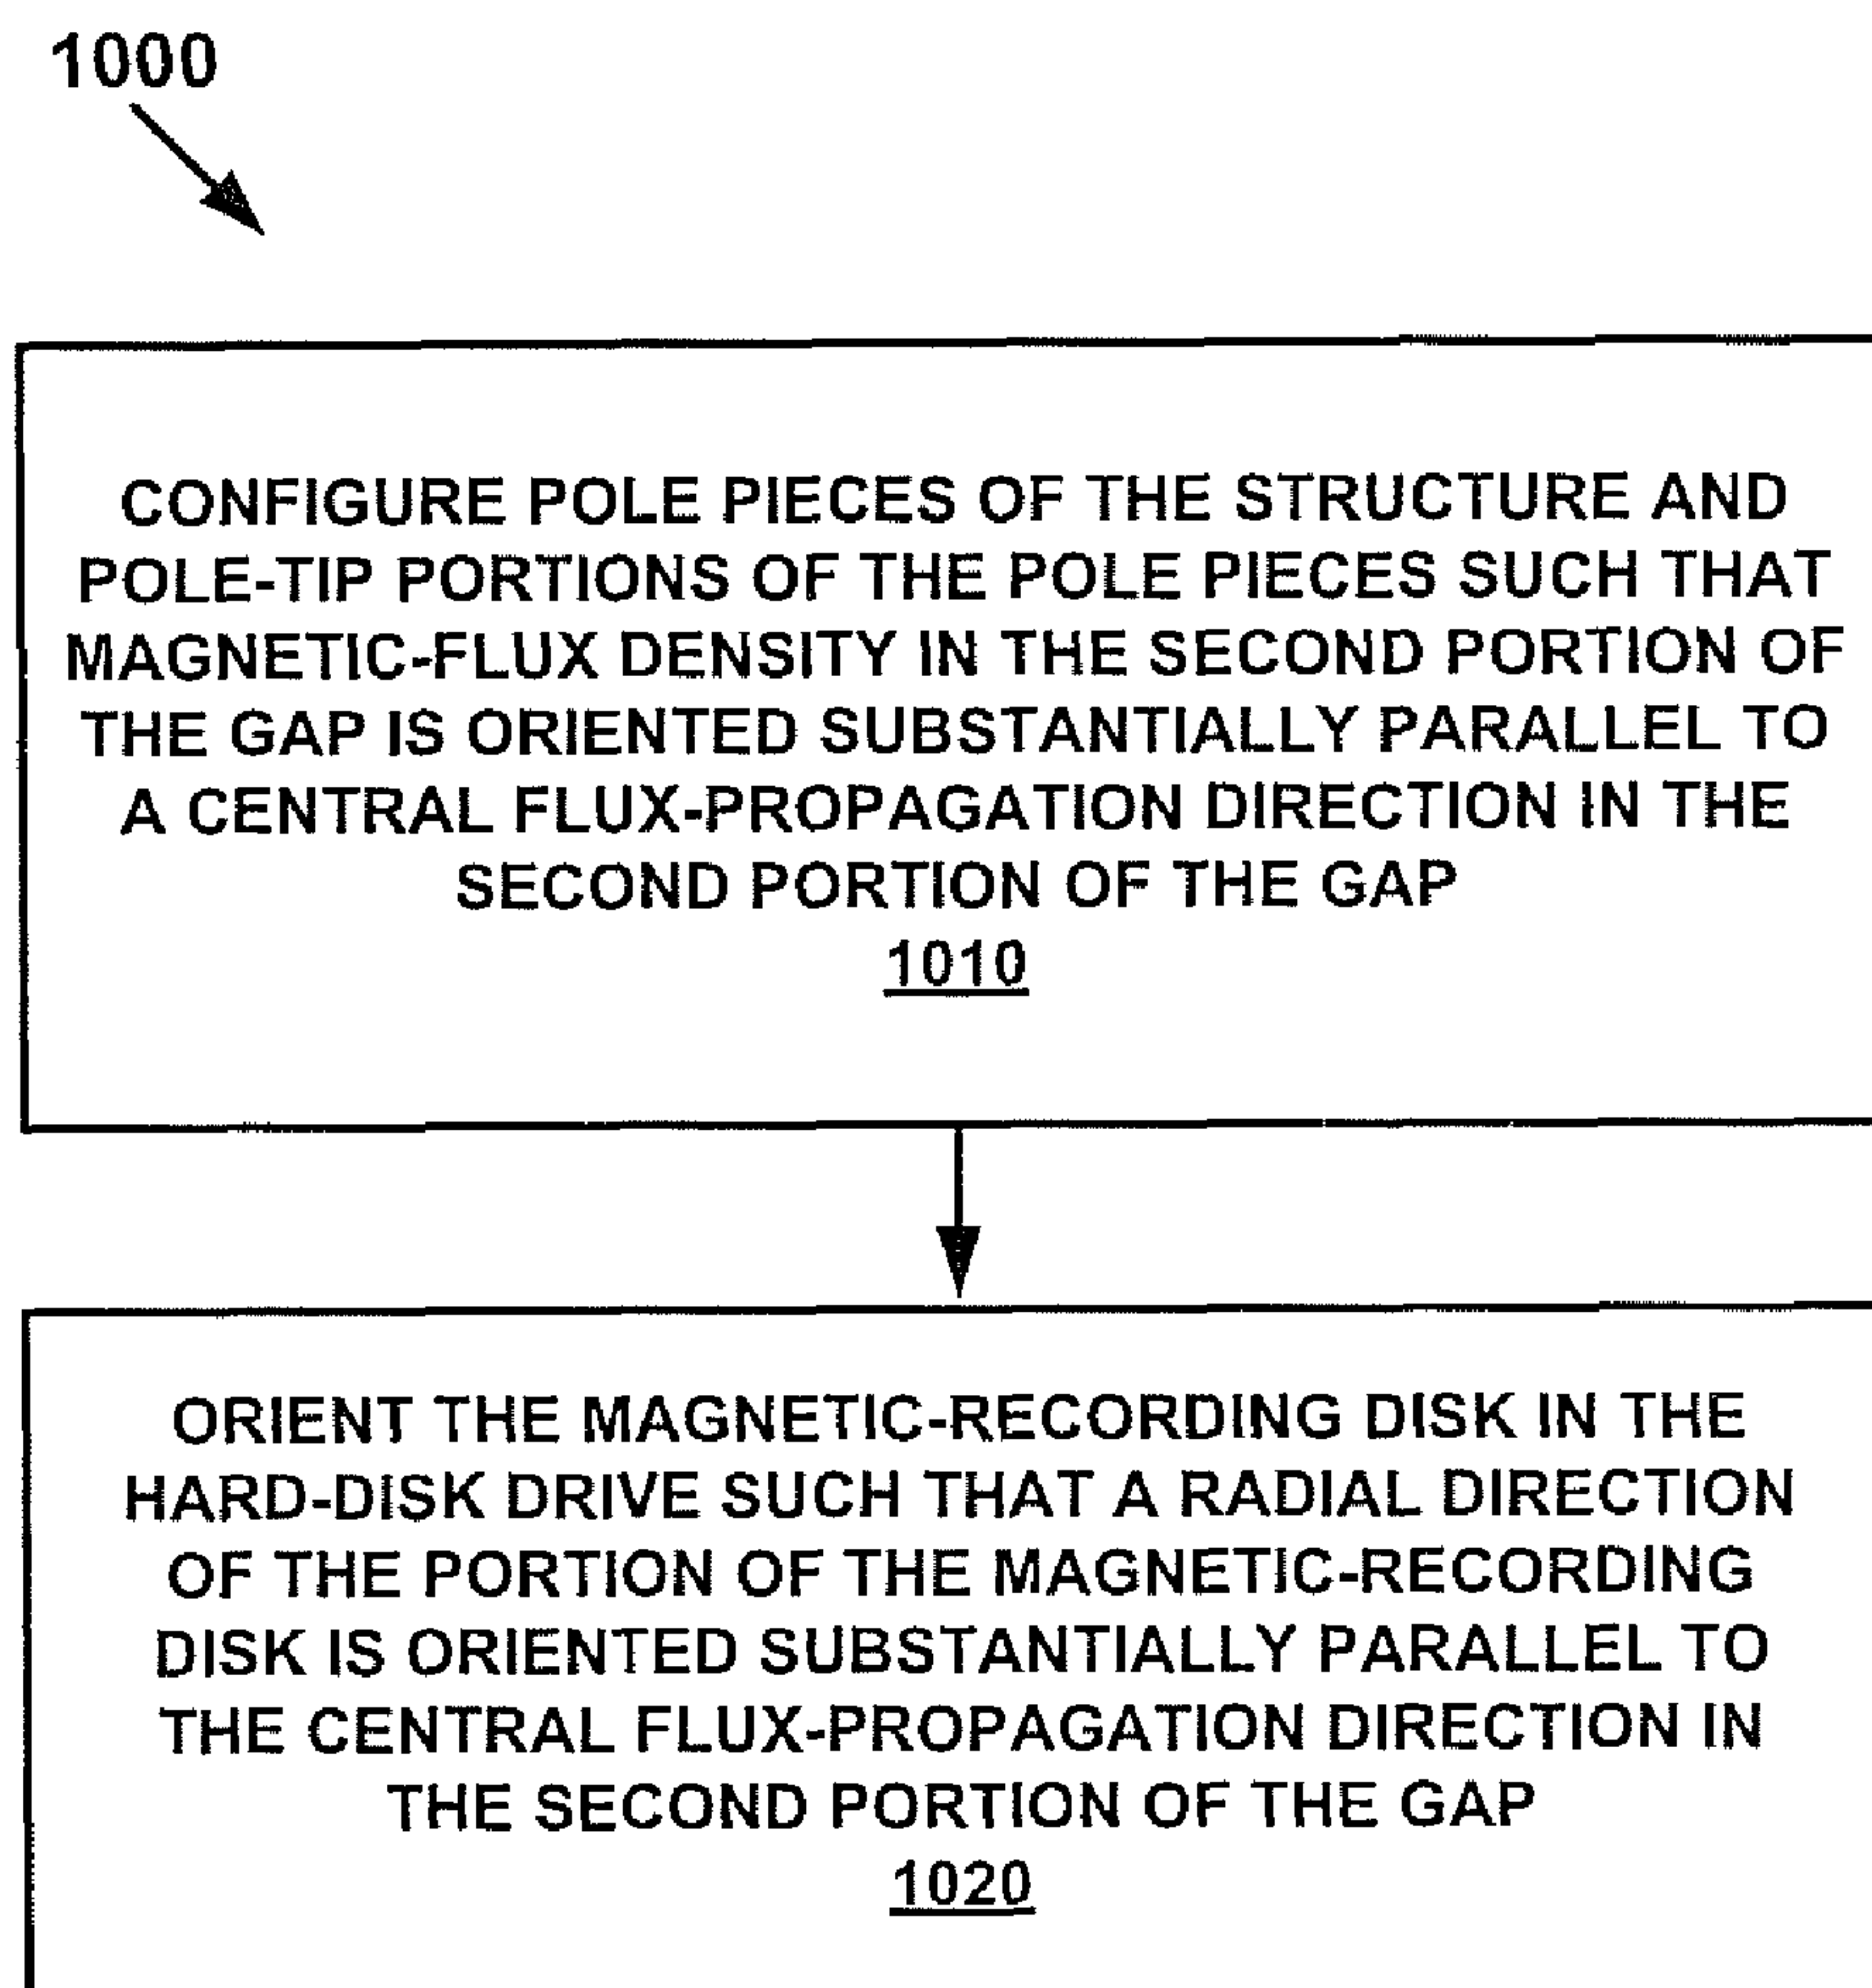 1000
CONFIGURE POLE PIECES OF THE STRUCTURE AND
POLE-TIP PORTIONS OF THE POLE PIECES SUCH THAT
MAGNETIC-FLUX DENSITY IN THE SECOND PORTION OF
THE GAP IS ORIENTED SUBSTANTIALLY PARALLEL TO
A CENTRAL FLUX-PROPAGATION DIRECTION IN THE
SECOND PORTION OF THE GAP
1010
ORIENT THE MAGNETIC-RECORDING DISK IN THE
HARD-DISK DRIVE SUCH THAT A RADIAL DIRECTION
OF THE PORTION OF THE MAGNETIC-RECORDING
DISK IS ORIENTED SUBSTANTIALLY PARALLEL TO
THE CENTRAL FLUX-PROPAGATION DIRECTION IN
THE SECOND PORTION OF THE GAP
1020